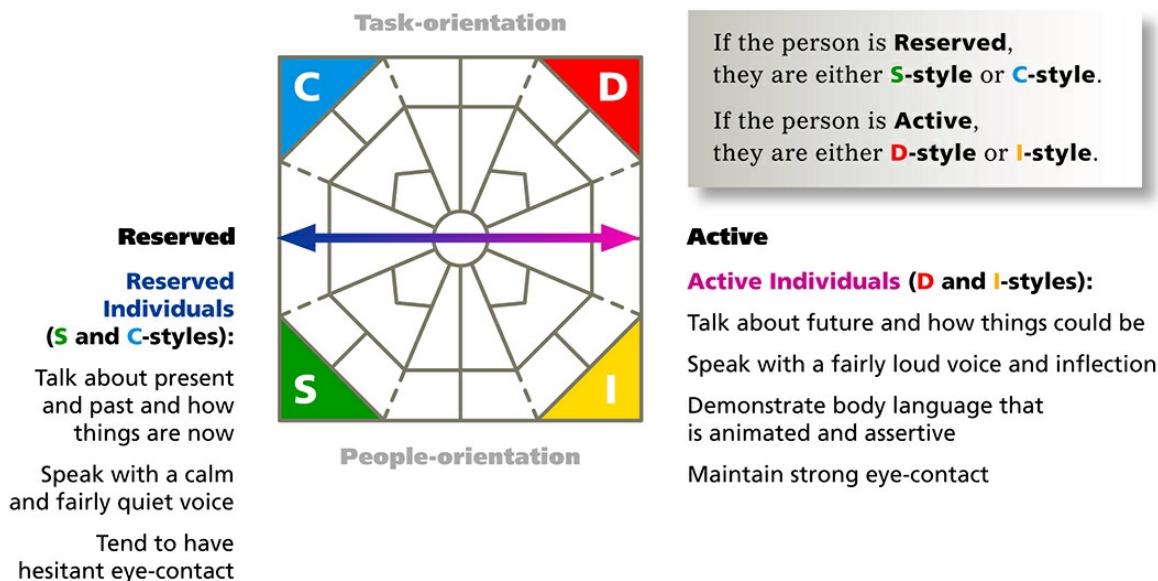 Task-orientation
C
D
If the person is Reserved,
they are either S-style or C-style.
If the person is Active,
they are either D-style or I-style.
Reserved
Reserved
Individuals
(S and C-styles):
Talk about present
and past and how
things are now
Speak with a calm
and fairly quiet voice
Tend to have
hesitant eye-contact
S
I
People-orientation
Active
Active Individuals (D and I-styles):
Talk about future and how things could be
Speak with a fairly loud voice and inflection
Demonstrate body language that
is animated and assertive
Maintain strong eye-contact